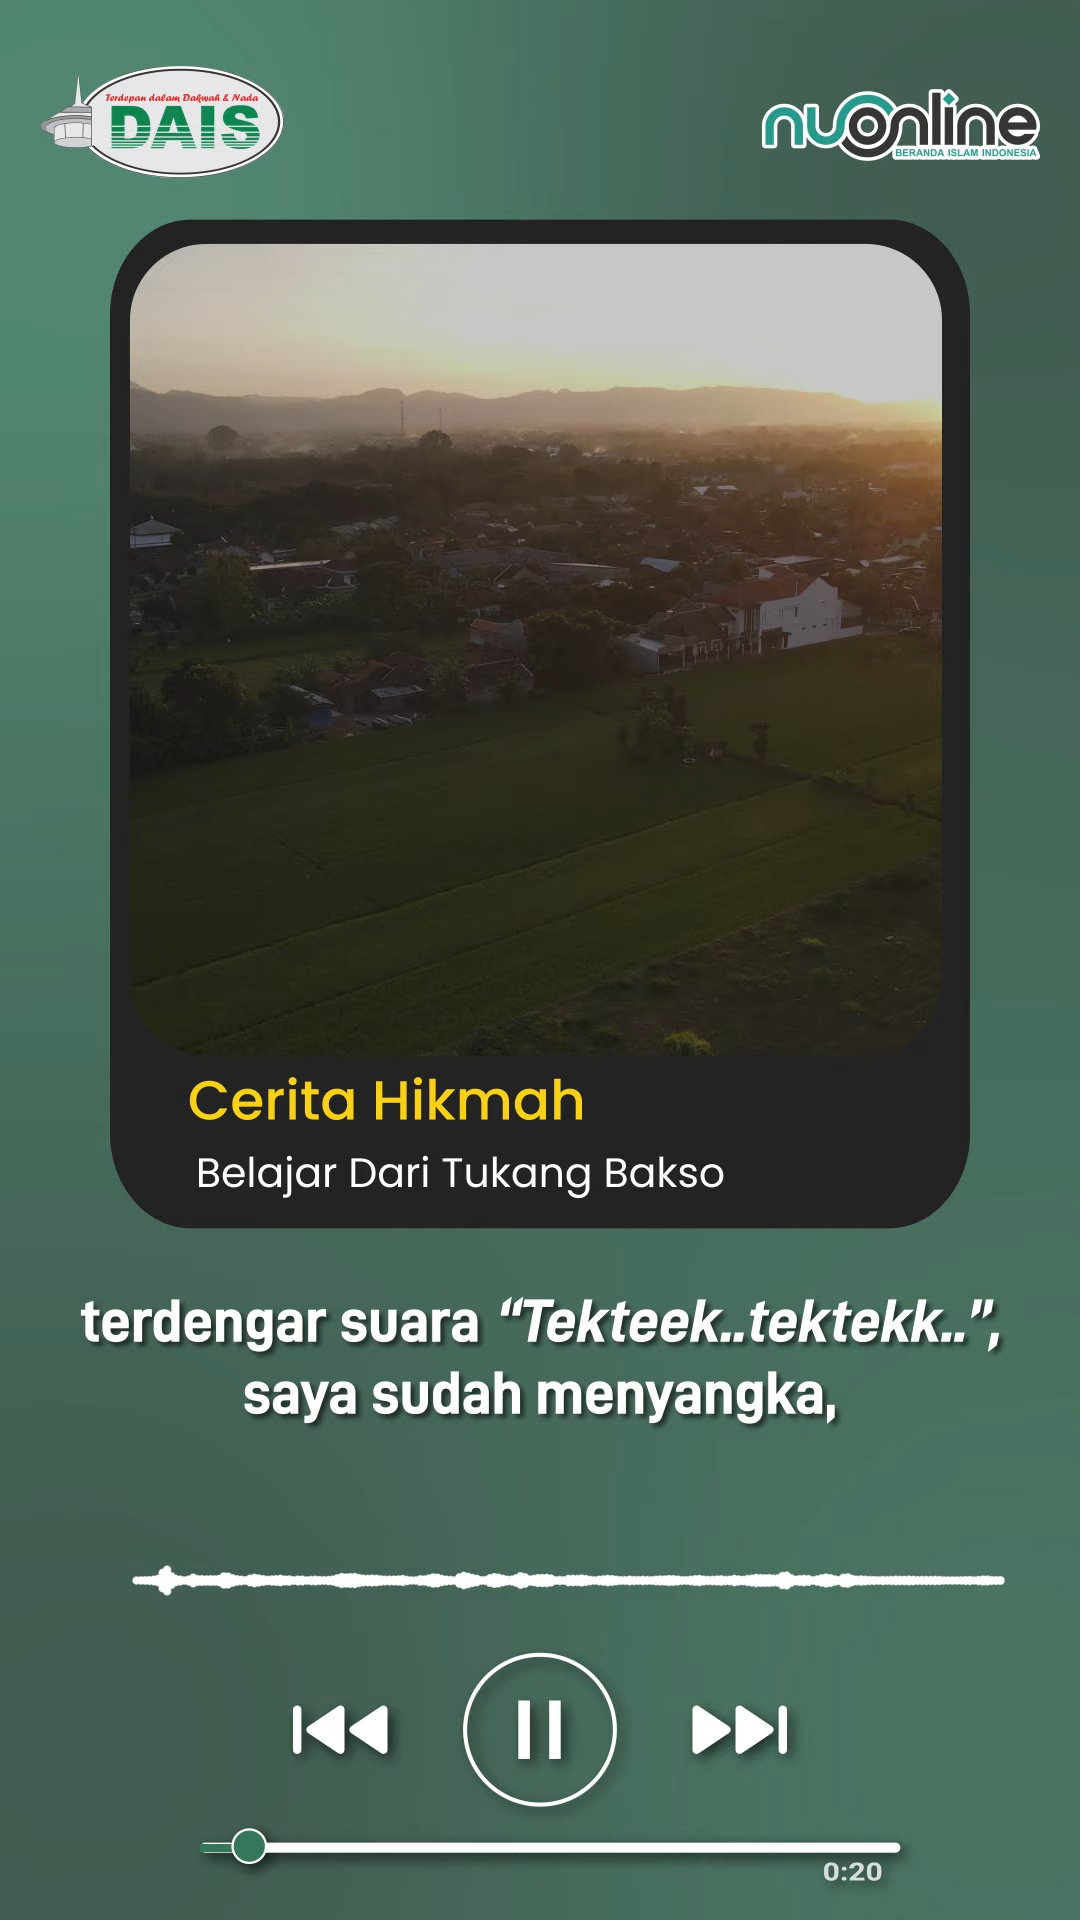 Terdepan dalam Dakwah & Nada
DAIS
nuonline
BERANDA ISLAM INDONESIA
Cerita Hikmah
Belajar Dari Tukang Bakso
terdengar suara “Tekteek..tektekk..”,
saya sudah menyangka,
0:20